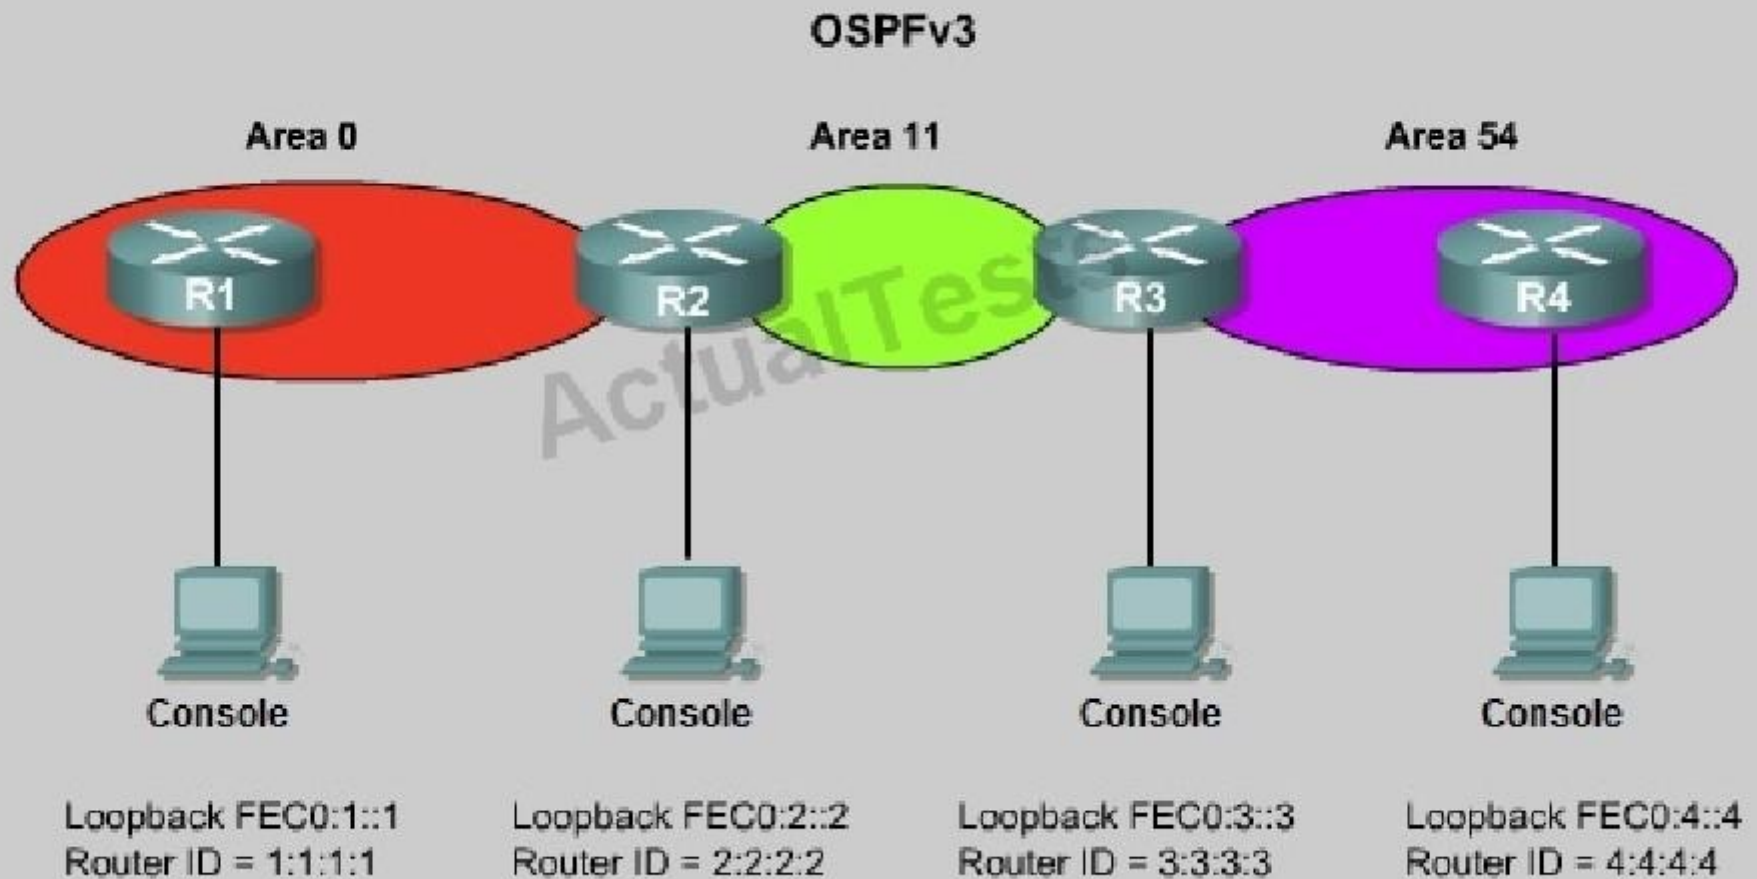 OSPFv3
Area 0
Area 11
Area 54
R1
R2
R3
R4
ActualTests
Console
Console
Console
Console
Loopback FEC0:1::1
Router ID = 1:1:1:1
Loopback FEC0:2::2
Router ID = 2:2:2:2
Loopback FEC0:3::3
Router ID = 3:3:3:3
Loopback FEC0:4::4
Router ID = 4:4:4:4